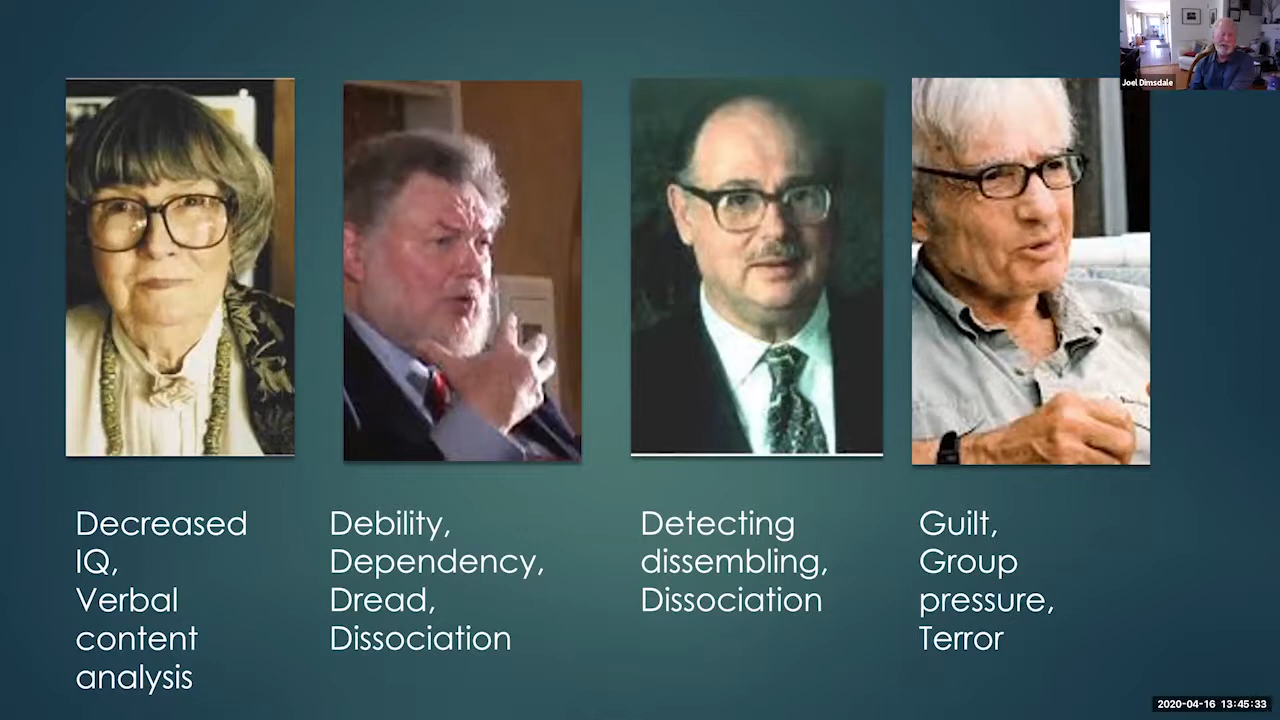 Joel Dimsdale
Decreased
IQ,
Verbal
content
analysis
Debility,
Dependency,
Dread,
Dissociation
Detecting
dissembling,
Dissociation
Guilt,
Group
pressure,
Terror
2020-04-16 13:45:33